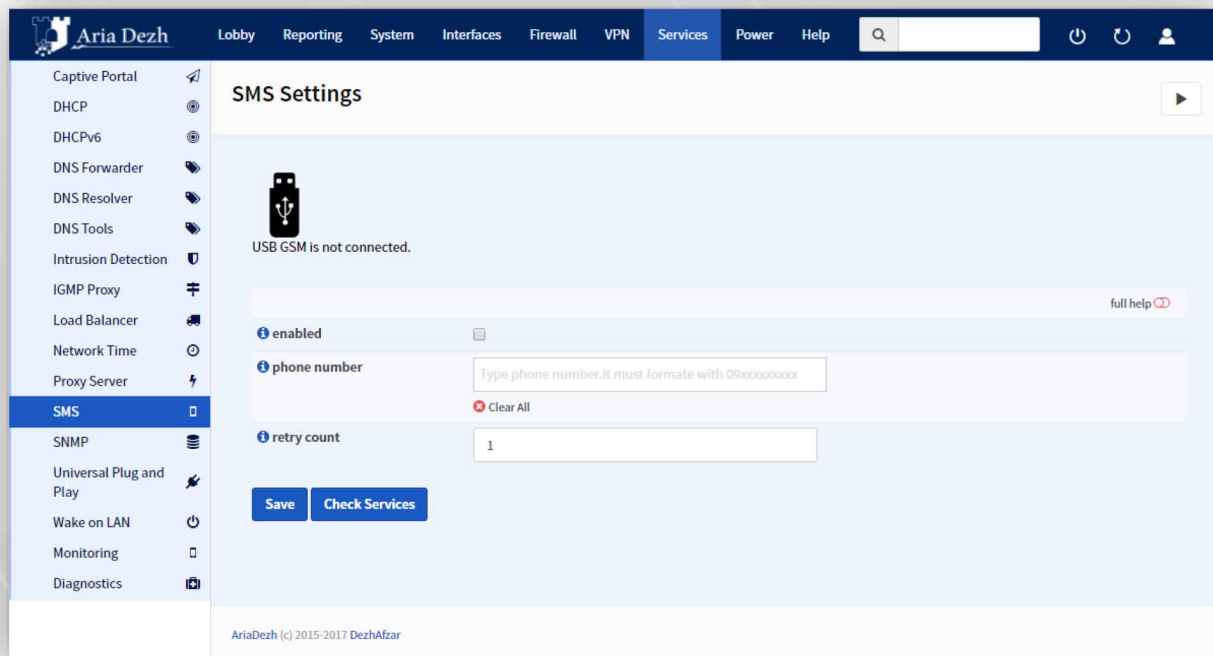 Aria Dezh
Lobby Reporting System Interfaces Firewall VPN Services Power Help
Captive Portal
DHCP
DHCPv6
DNS Forwarder
DNS Resolver
DNS Tools
Intrusion Detection
IGMP Proxy
Load Balancer
Network Time
Proxy Server
SMS
SNMP
Universal Plug and
Play
Wake on LAN
Monitoring
Diagnostics
SMS Settings
USB GSM is not connected.
full help
enabled
phone number
Type phone number.It must formate with 09xxxxxxxxx
Clear All
retry count
1
Save Check Services
AriaDezh (c) 2015-2017 DezhAfzar